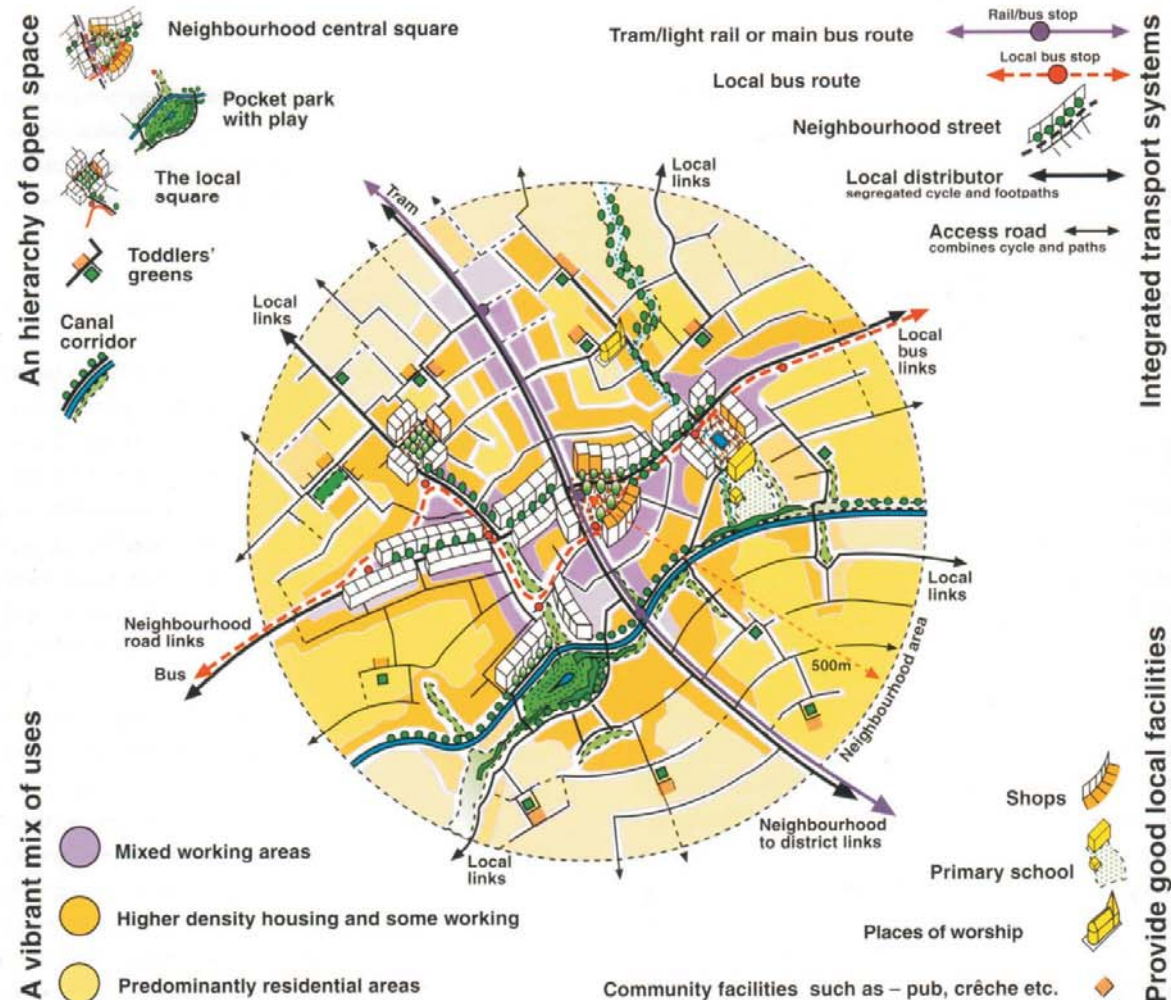 An hierarchy of open space
Neighbourhood central square
Pocket park
with play
The local
square
Toddlers'
greens
Canal
corridor
Integrated transport systems
Tram/light rail or main bus route
Rail/bus stop
Local bus route
Local bus stop
Neighbourhood street
Local distributor
segregated cycle and footpaths
Access road
combines cycle and paths
Tram
Local
links
Local
links
Local
bus
links
Local
links
500m
Neighbourhood area
Neighbourhood
road links
Bus
Neighbourhood
to district links
Local
links
A vibrant mix of uses
Mixed working areas
Higher density housing and some working
Predominantly residential areas
Provide good local facilities
Shops
Primary school
Places of worship
Community facilities such as – pub, crêche etc.